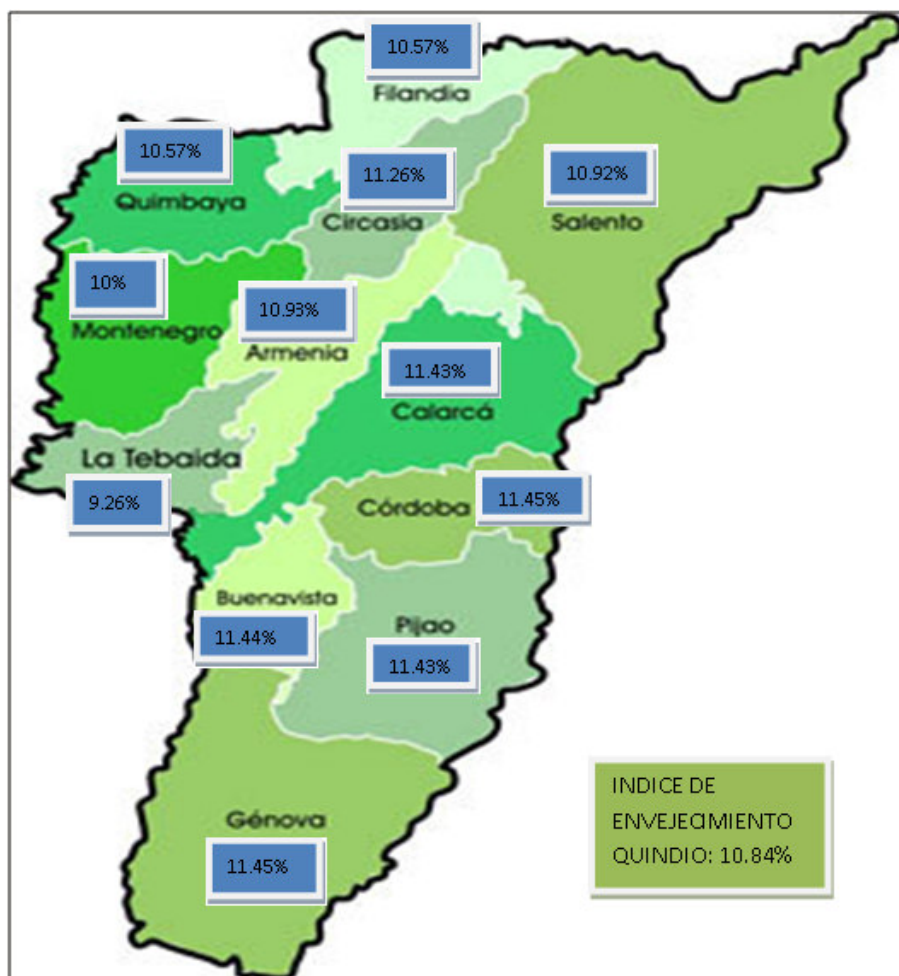 10.57%
Filandia
10.57%
Quimbaya
11.26%
Circasia
10.92%
Salento
10%
Montenegro
10.93%
Armenia
11.43%
Calarcá
La Tebaida
9.26%
Córdoba
11.45%
Buenavista
11.44%
Pijao
11.43%
Génova
11.45%
INDICE DE
ENVEJECIMIENTO
QUINDIO: 10.84%